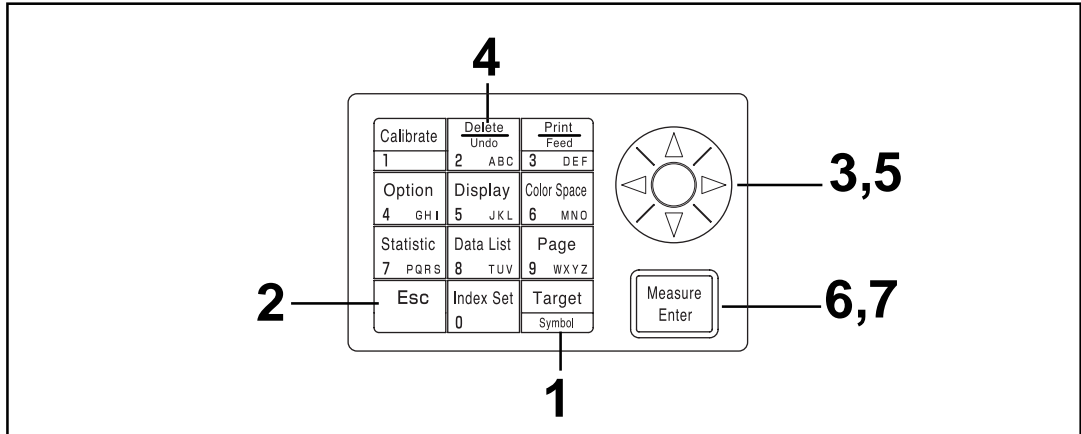 4
Calibrate
1
Delete
Undo
2 ABC
Print
Feed
3 DEF
Option
4 GHI
Display
5 JKL
Color Space
6 MNO
3,5
Statistic
7 PQRS
Data List
8 TUV
Page
9 WXYZ
2
Esc
Index Set
0
Target
Symbol
Measure
Enter
6,7
1